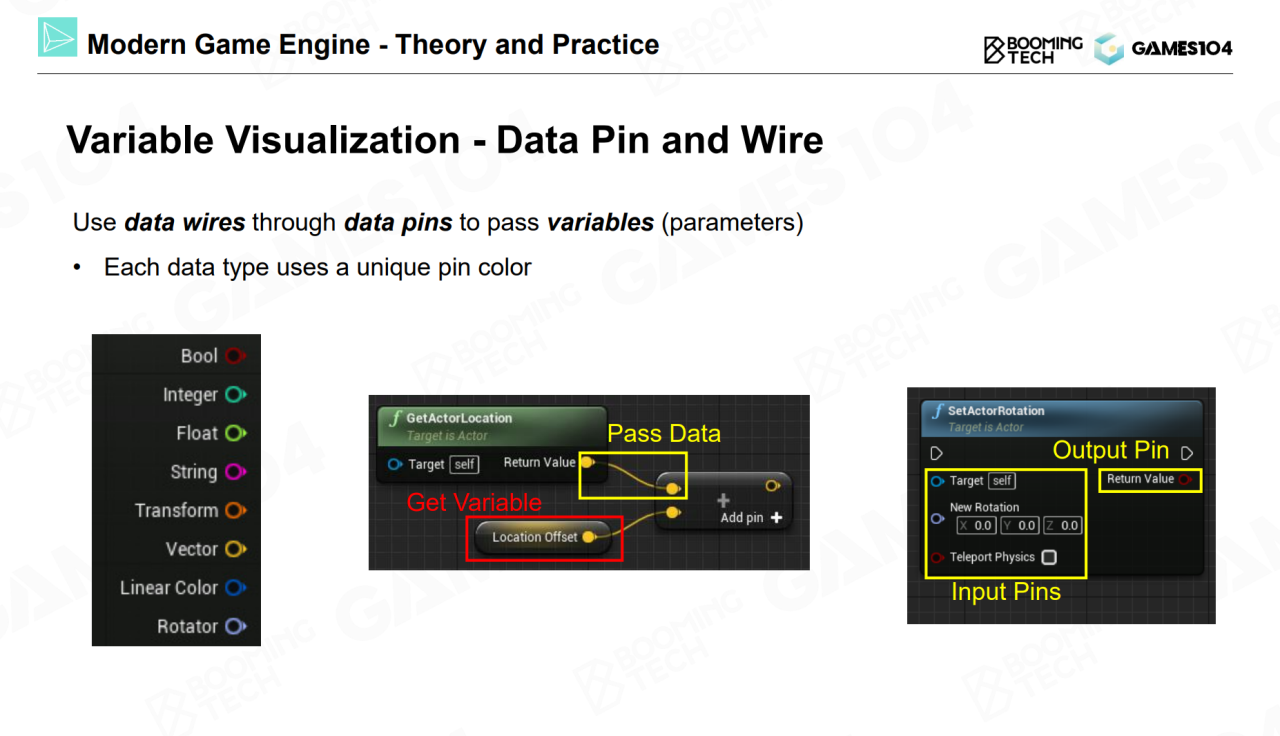 Modern Game Engine - Theory and Practice
BOOMING
TECH
GAMES104
Variable Visualization - Data Pin and Wire
Use data wires through data pins to pass variables (parameters)
• Each data type uses a unique pin color
Bool
Integer
Float
String
Transform
Vector
Linear Color
Rotator
f GetActorLocation
Target is Actor
Target self
Return Value
Pass Data
Get Variable
Location Offset
Add pin +
f SetActorRotation
Target is Actor
Output Pin
Target self
Return Value
New Rotation
X 0.0 Y 0.0 Z 0.0
Teleport Physics
Input Pins